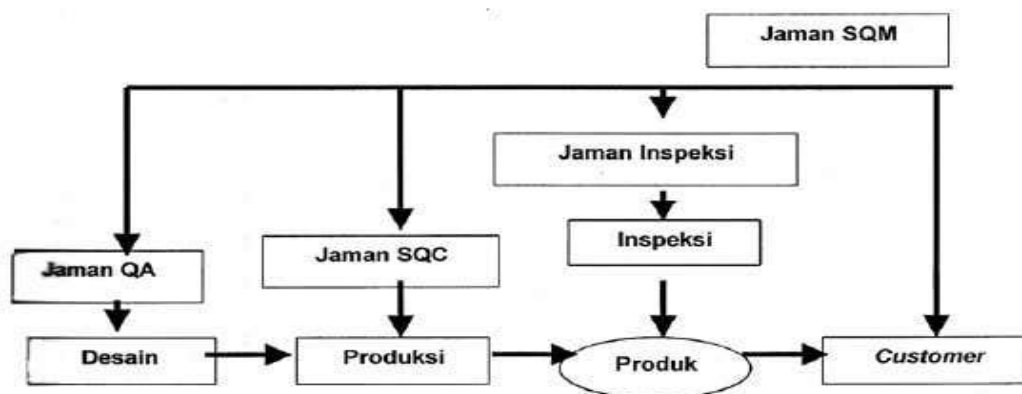 Jaman SQM
Jaman Inspeksi
Inspeksi
Jaman QA
Jaman SQC
Desain
Produksi
Produk
Customer